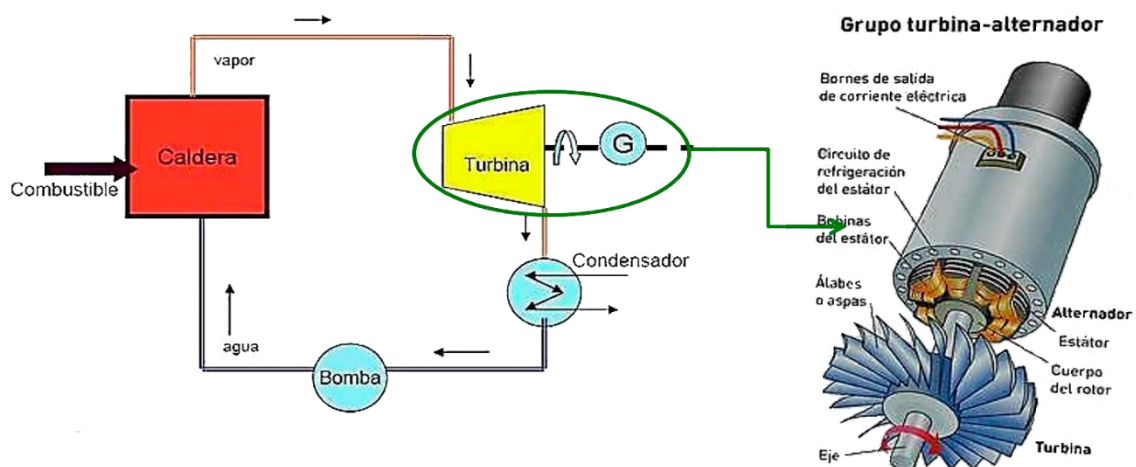 vapor
Caldera
Combustible
Turbina
G
Condensador
agua
Bomba
Grupo turbina-alternador
Bornes de salida
de corriente eléctrica
Circuito de
refrigeración
del estátor
Bobinas
del estátor
Álabes
o aspas
Alternador
Estátor
Cuerpo
del rotor
Eje
Turbina